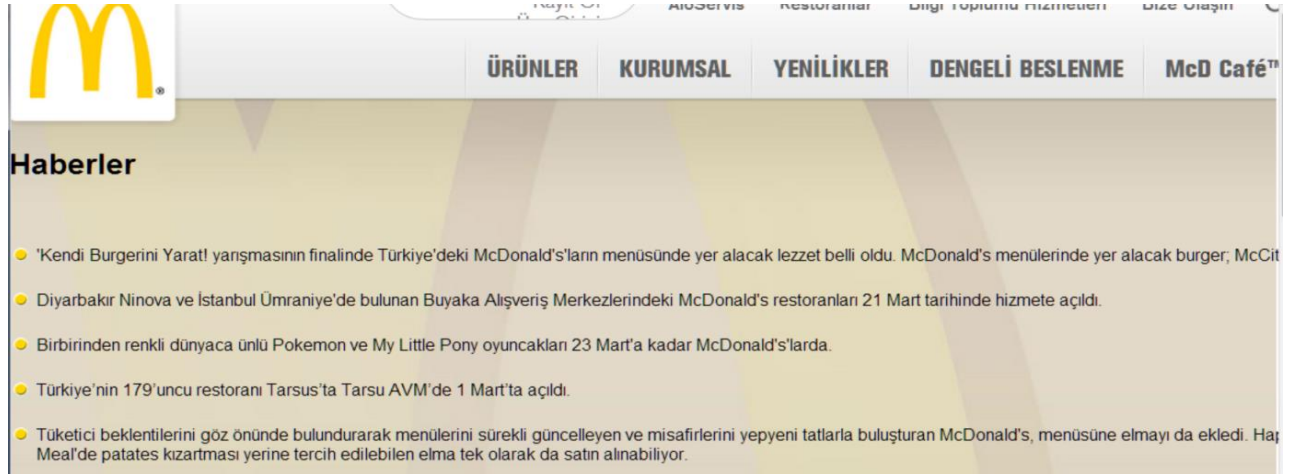 AloServis Restoranlar Bilgi Toplumu Hizmetleri Bize Ulaşın
ÜRÜNLER KURUMSAL YENİLİKLER DENGELİ BESLENME McD Café™
Haberler
'Kendi Burgerini Yarat! yarışmasının finalinde Türkiye'deki McDonald's'ların menüsünde yer alacak lezzet belli oldu. McDonald's menülerinde yer alacak burger; McCit
Diyarbakır Ninova ve İstanbul Ümraniye'de bulunan Buyaka Alışveriş Merkezlerindeki McDonald's restoranları 21 Mart tarihinde hizmete açıldı.
Birbirinden renkli dünyaca ünlü Pokemon ve My Little Pony oyuncakları 23 Mart'a kadar McDonald's'larda.
Türkiye'nin 179'uncu restoranı Tarsus'ta Tarsu AVM'de 1 Mart'ta açıldı.
Tüketici beklentilerini göz önünde bulundurarak menülerini sürekli güncelleyen ve misafirlerini yepyeni tatlarla buluşturan McDonald's, menüsüne elmayı da ekledi. Hap
Meal'de patates kızartması yerine tercih edilebilen elma tek olarak da satın alınabiliyor.